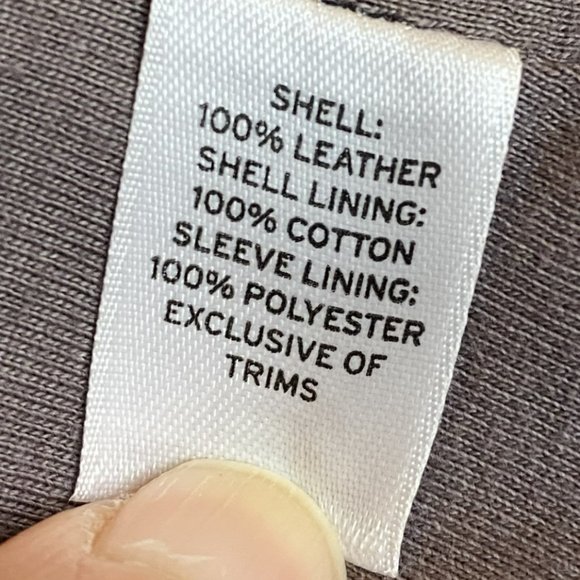 SHELL:
100% LEATHER
SHELL LINING:
100% COTTON
SLEEVE LINING:
100% POLYESTER
EXCLUSIVE OF
TRIMS